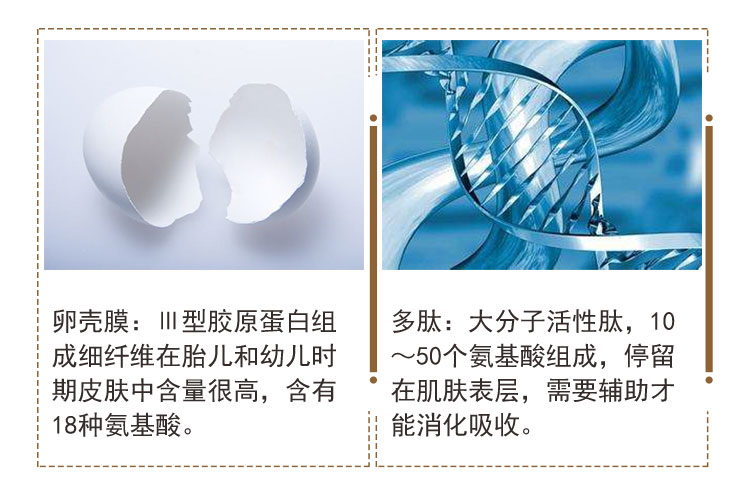 卵壳膜：Ⅲ型胶原蛋白组
成细纤维在胎儿和幼儿时
期皮肤中含量很高，含有
18种氨基酸。
多肽：大分子活性肽，10
～50个氨基酸组成，停留
在肌肤表层，需要辅助才
能消化吸收。